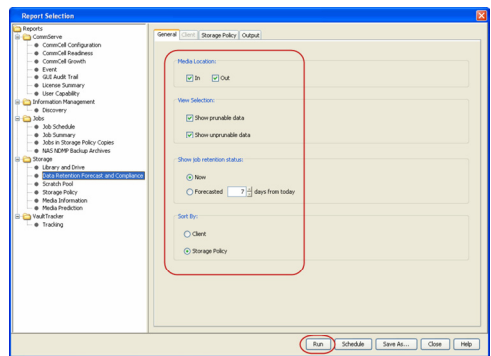 Report Selection
Reports
CommServe
CommCell Configuration
CommCell Readiness
CommCell Growth
Event
GUI Audit Trail
License Summary
User Capability
Information Management
Discovery
Jobs
Job Schedule
Job Summary
Jobs in Storage Policy Copies
NAS NDMP Backup Archives
Storage
Library and Drive
Data Retention Forecast and Compliance
Scratch Pool
Storage Policy
Media Information
Media Prediction
VaultTracker
Tracking
General Client Storage Policy Output
Media Location:
In Out
View Selection:
Show prunable data
Show unprunable data
Show job retention status:
Now
Forecasted 7 days from today
Sort By:
Client
Storage Policy
Run Schedule Save As... Close Help